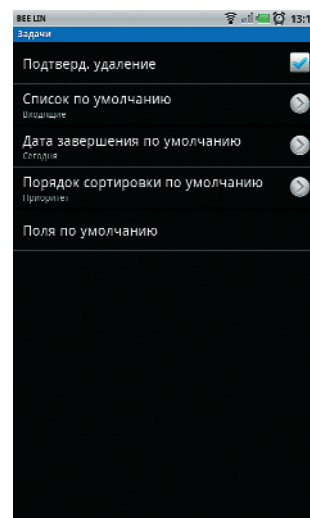 BEE LIN 13:1
Задачи
Подтверд. удаление
Список по умолчанию
Входящие
Дата завершения по умолчанию
Сегодня
Порядок сортировки по умолчанию
Приоритет
Поля по умолчанию